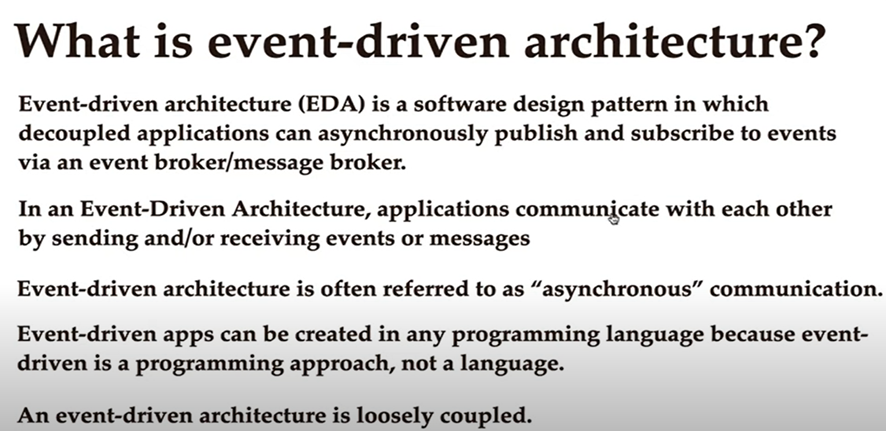 What is event-driven architecture?
Event-driven architecture (EDA) is a software design pattern in which
decoupled applications can asynchronously publish and subscribe to events
via an event broker/message broker.
In an Event-Driven Architecture, applications communicate with each other
by sending and/or receiving events or messages
Event-driven architecture is often referred to as “asynchronous” communication.
Event-driven apps can be created in any programming language because event-
driven is a programming approach, not a language.
An event-driven architecture is loosely coupled.